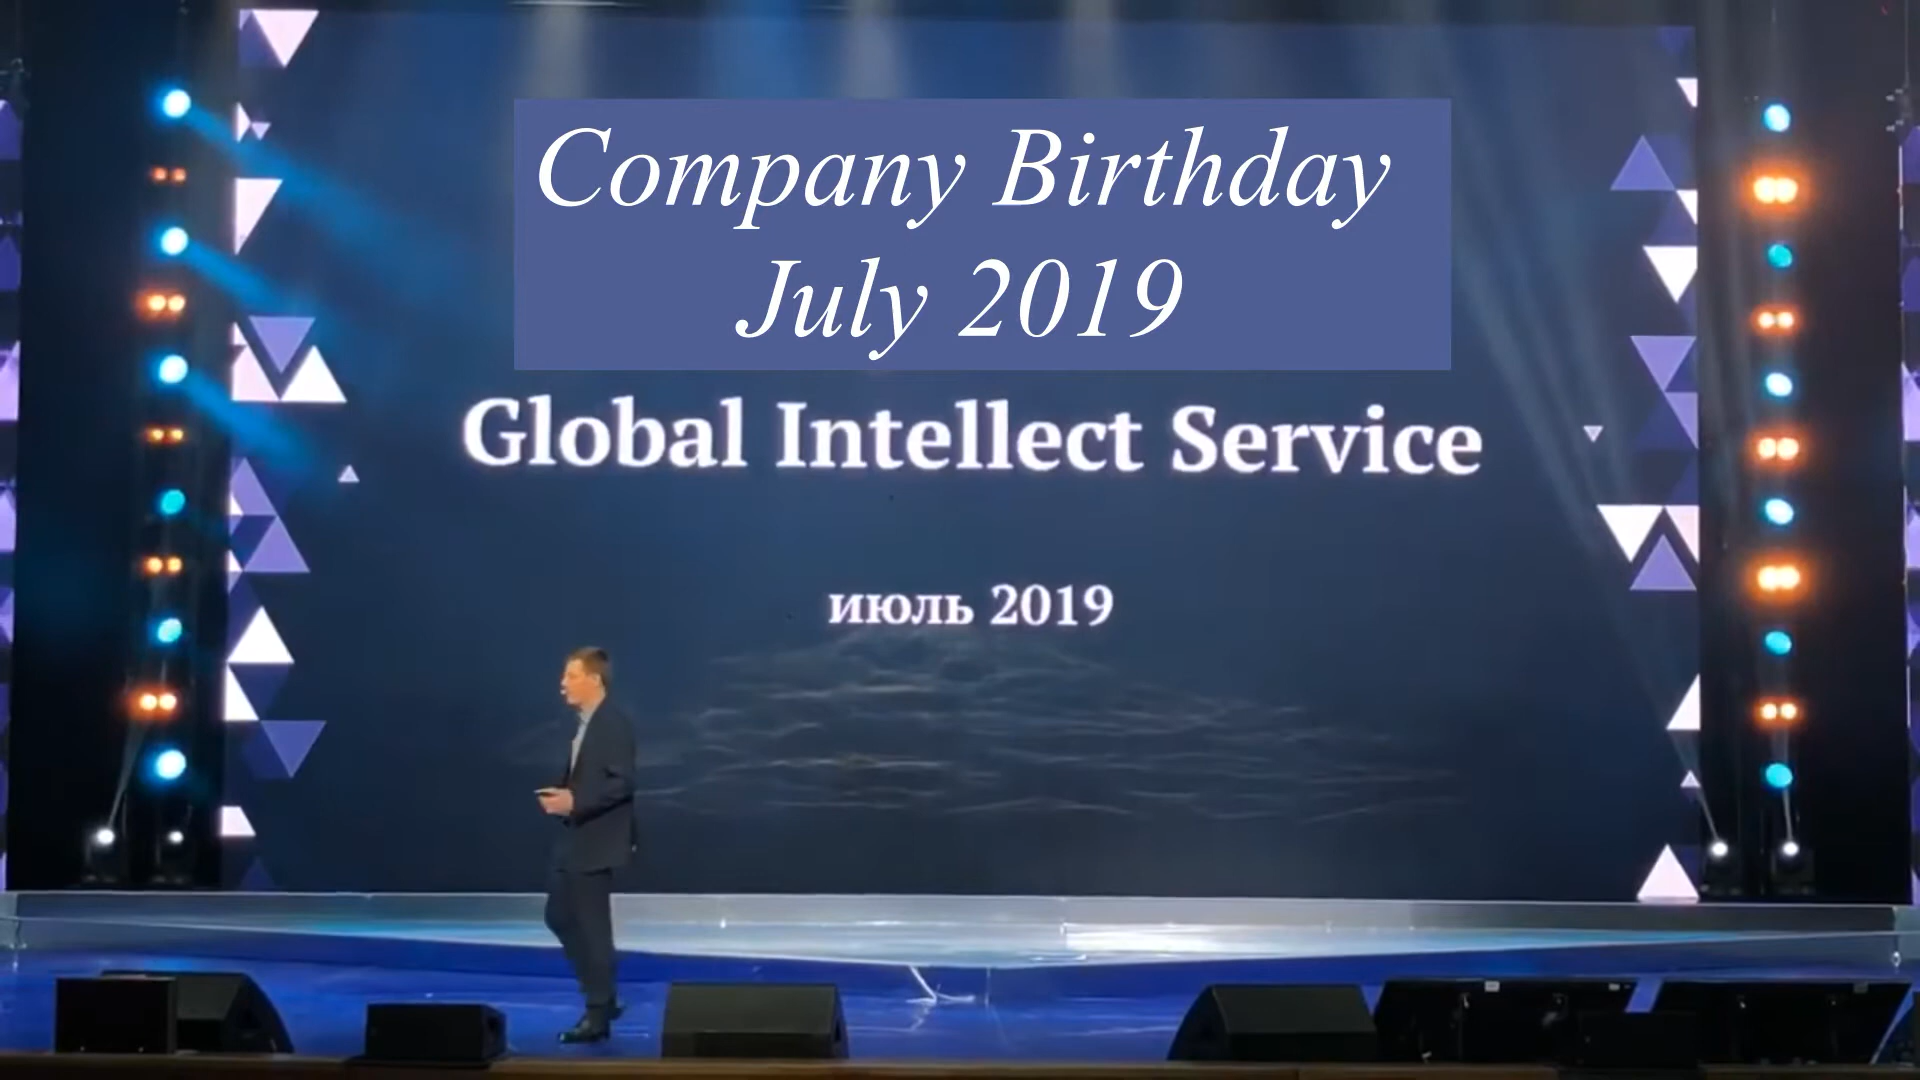 Company Birthday
July 2019
Global Intellect Service
июль 2019